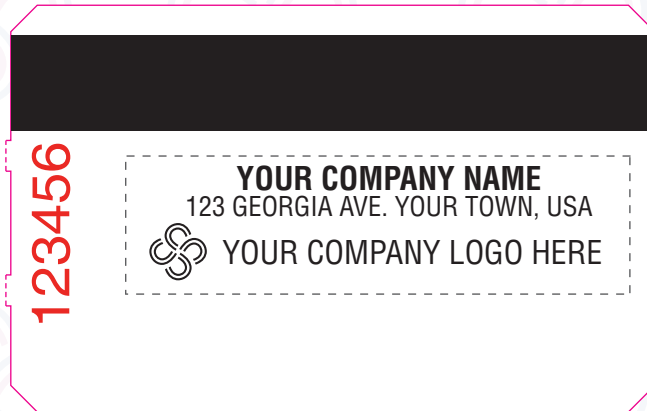 123456
YOUR COMPANY NAME
123 GEORGIA AVE. YOUR TOWN, USA
YOUR COMPANY LOGO HERE